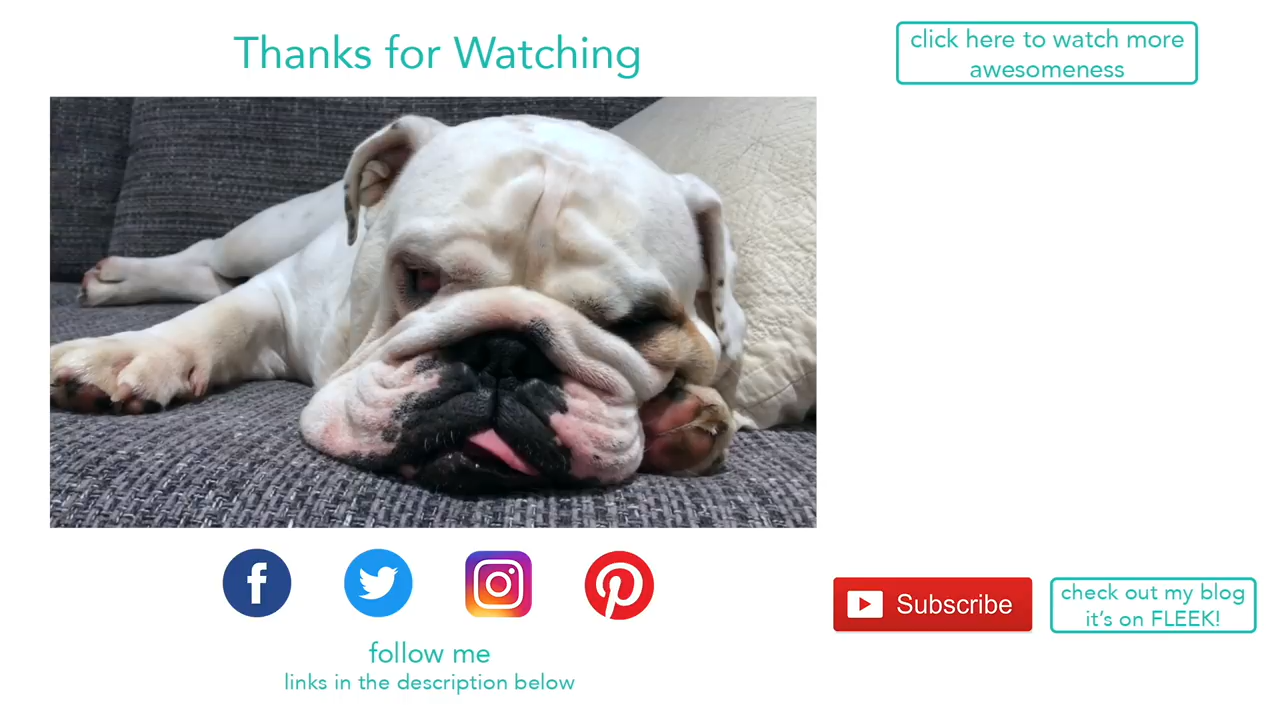 Thanks for Watching
click here to watch more
awesomeness
Subscribe
check out my blog
it's on FLEEK!
follow me
links in the description below